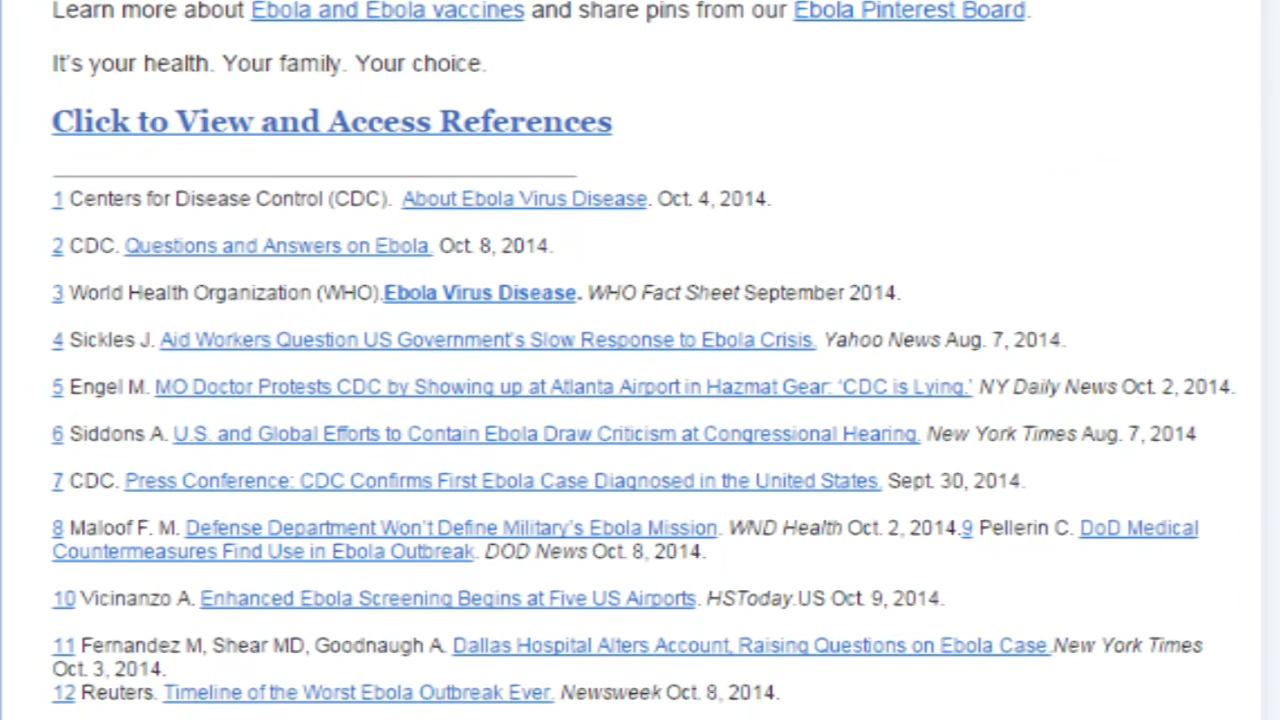 Learn more about Ebola and Ebola vaccines and share pins from our Ebola Pinterest Board.
It's your health. Your family. Your choice.
Click to View and Access References
1 Centers for Disease Control (CDC). About Ebola Virus Disease. Oct. 4, 2014.
2 CDC. Questions and Answers on Ebola. Oct. 8, 2014.
3 World Health Organization (WHO).Ebola Virus Disease. WHO Fact Sheet September 2014.
4 Sickles J. Aid Workers Question US Government's Slow Response to Ebola Crisis. Yahoo News Aug. 7, 2014.
5 Engel M. MO Doctor Protests CDC by Showing up at Atlanta Airport in Hazmat Gear: 'CDC is Lying.' NY Daily News Oct. 2, 2014.
6 Siddons A. U.S. and Global Efforts to Contain Ebola Draw Criticism at Congressional Hearing. New York Times Aug. 7, 2014
7 CDC. Press Conference: CDC Confirms First Ebola Case Diagnosed in the United States. Sept. 30, 2014.
8 Maloof F. M. Defense Department Won't Define Military's Ebola Mission. WND Health Oct. 2, 2014.9 Pellerin C. DoD Medical
Countermeasures Find Use in Ebola Outbreak. DOD News Oct. 8, 2014.
10 Vicinanzo A. Enhanced Ebola Screening Begins at Five US Airports. HSToday.US Oct. 9, 2014.
11 Fernandez M, Shear MD, Goodnaugh A. Dallas Hospital Alters Account, Raising Questions on Ebola Case New York Times
Oct. 3, 2014.
12 Reuters. Timeline of the Worst Ebola Outbreak Ever. Newsweek Oct. 8, 2014.